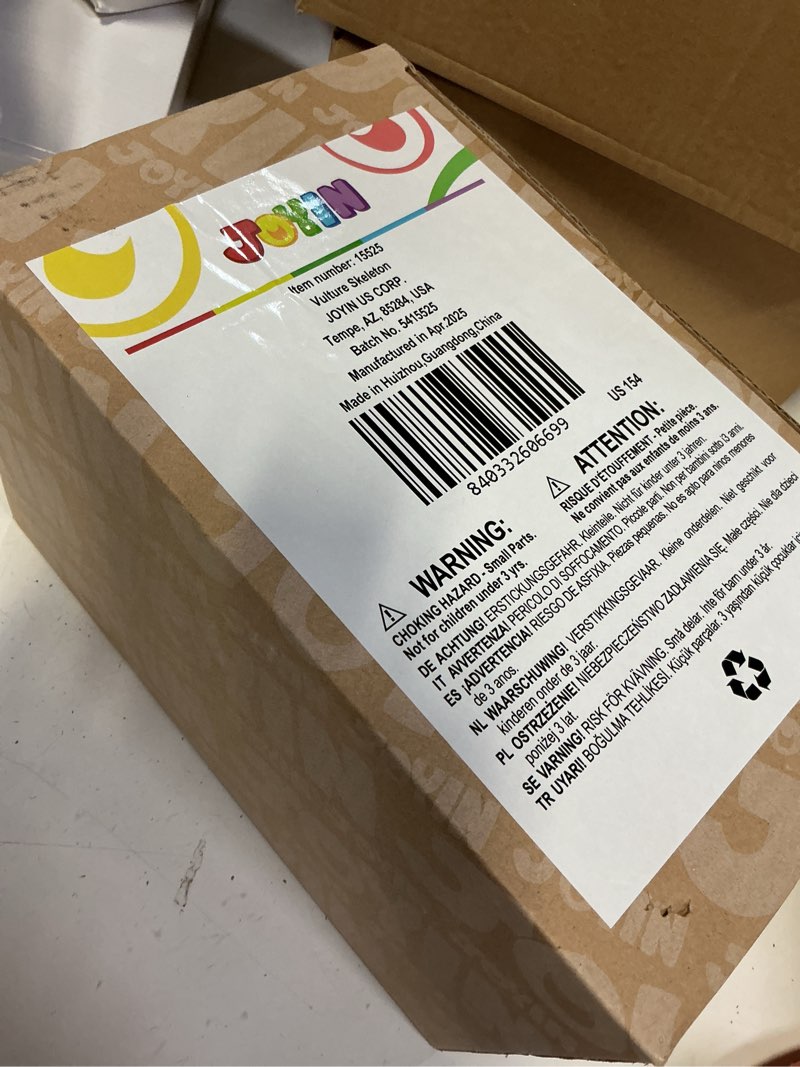 JOYIN
Item number: 15525
Vulture Skeleton
JOYIN US CORP.
Tempe, AZ, 85284, USA
Batch No. 5415525
Manufactured in Apr.2025
Made in Huizhou,Guangdong,China
840332606699
US 154
WARNING:
CHOKING HAZARD - Small Parts.
Not for children under 3 yrs.
ATTENTION:
RISQUE D'ÉTOUFFEMENT - Petite pièce.
Ne convient pas aux enfants de moins 3 ans.
DE ACHTUNG! ERSTICKUNGSGEFAHR. Kleinteile. Nicht für kinder unter 3 jahren.
IT AVVERTENZA! PERICOLO DI SOFFOCAMENTO. Piccole parti. Non per bambini sotto i3 anni.
ES ¡ADVERTENCIA! RIESGO DE ASFIXIA. Piezas pequenas. No es apto para ninos menores
de 3 anos.
NL WAARSCHUWING! VERSTIKKINGSGEVAAR. Kleine onderdelen. Niet geschikt voor
kinderen onder de 3 jaar.
PL OSTRZEŻENIE! NIEBEZPIECZEŃSTWO ZADŁAWIENIA SIĘ. Małe części. Nie dla dzieci
poniżej 3 lat
SE VARNING! RISK FÖR KVÄVNING. Små delar. inte för barn under 3 år.
TR UYARI! BOĞULMA TEHLİKESİ. Küçük parçalar. 3 yaşından küçük çocuklar
JOYIN
JOYIN
JOYIN